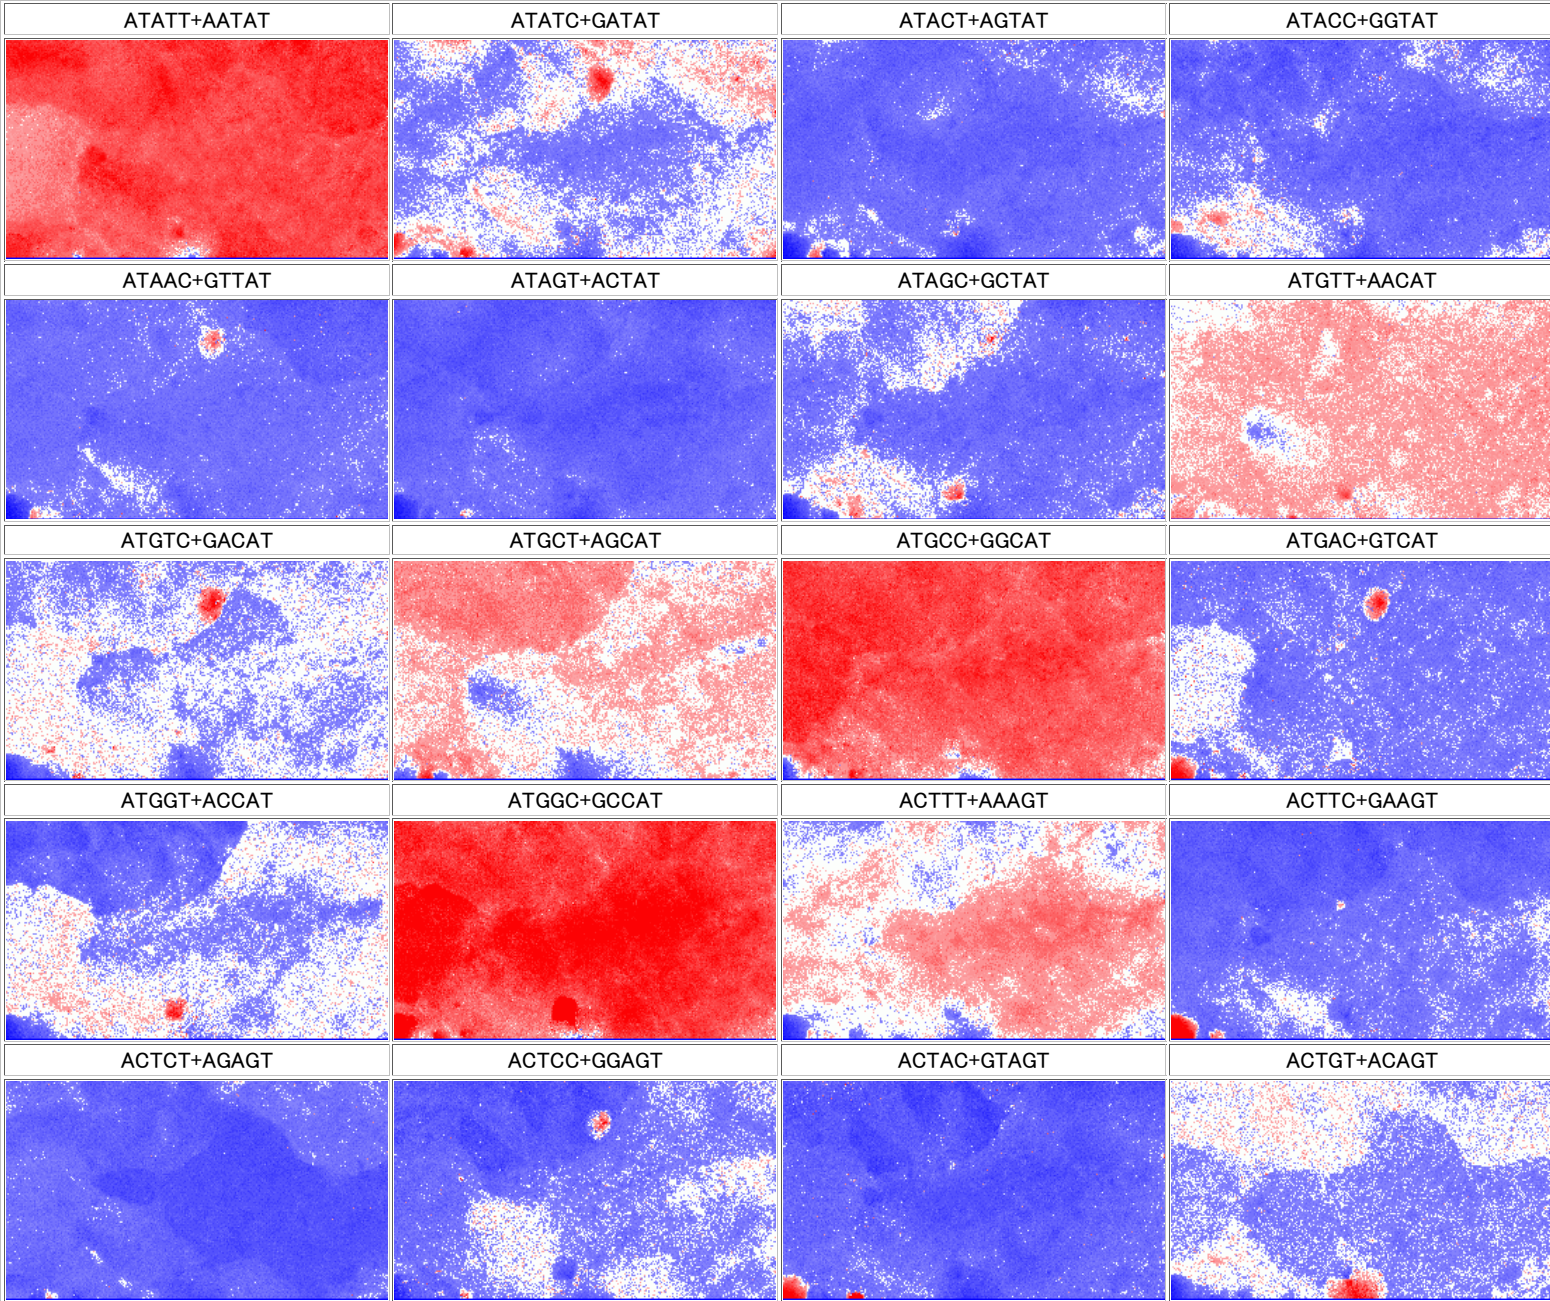 ATATT+AATAT ATATC+GATAT ATACT+AGTAT ATACC+GGTAT
ATAAC+GTTAT ATAGT+ACTAT ATAGC+GCTAT ATGTT+AACAT
ATGTC+GACAT ATGCT+AGCAT ATGCC+GGCAT ATGAC+GTCAT
ATGGT+ACCAT ATGGC+GCCAT ACTTT+AAAGT ACTTC+GAAGT
ACTCT+AGAGT ACTCC+GGAGT ACTAC+GTAGT ACTGT+ACAGT